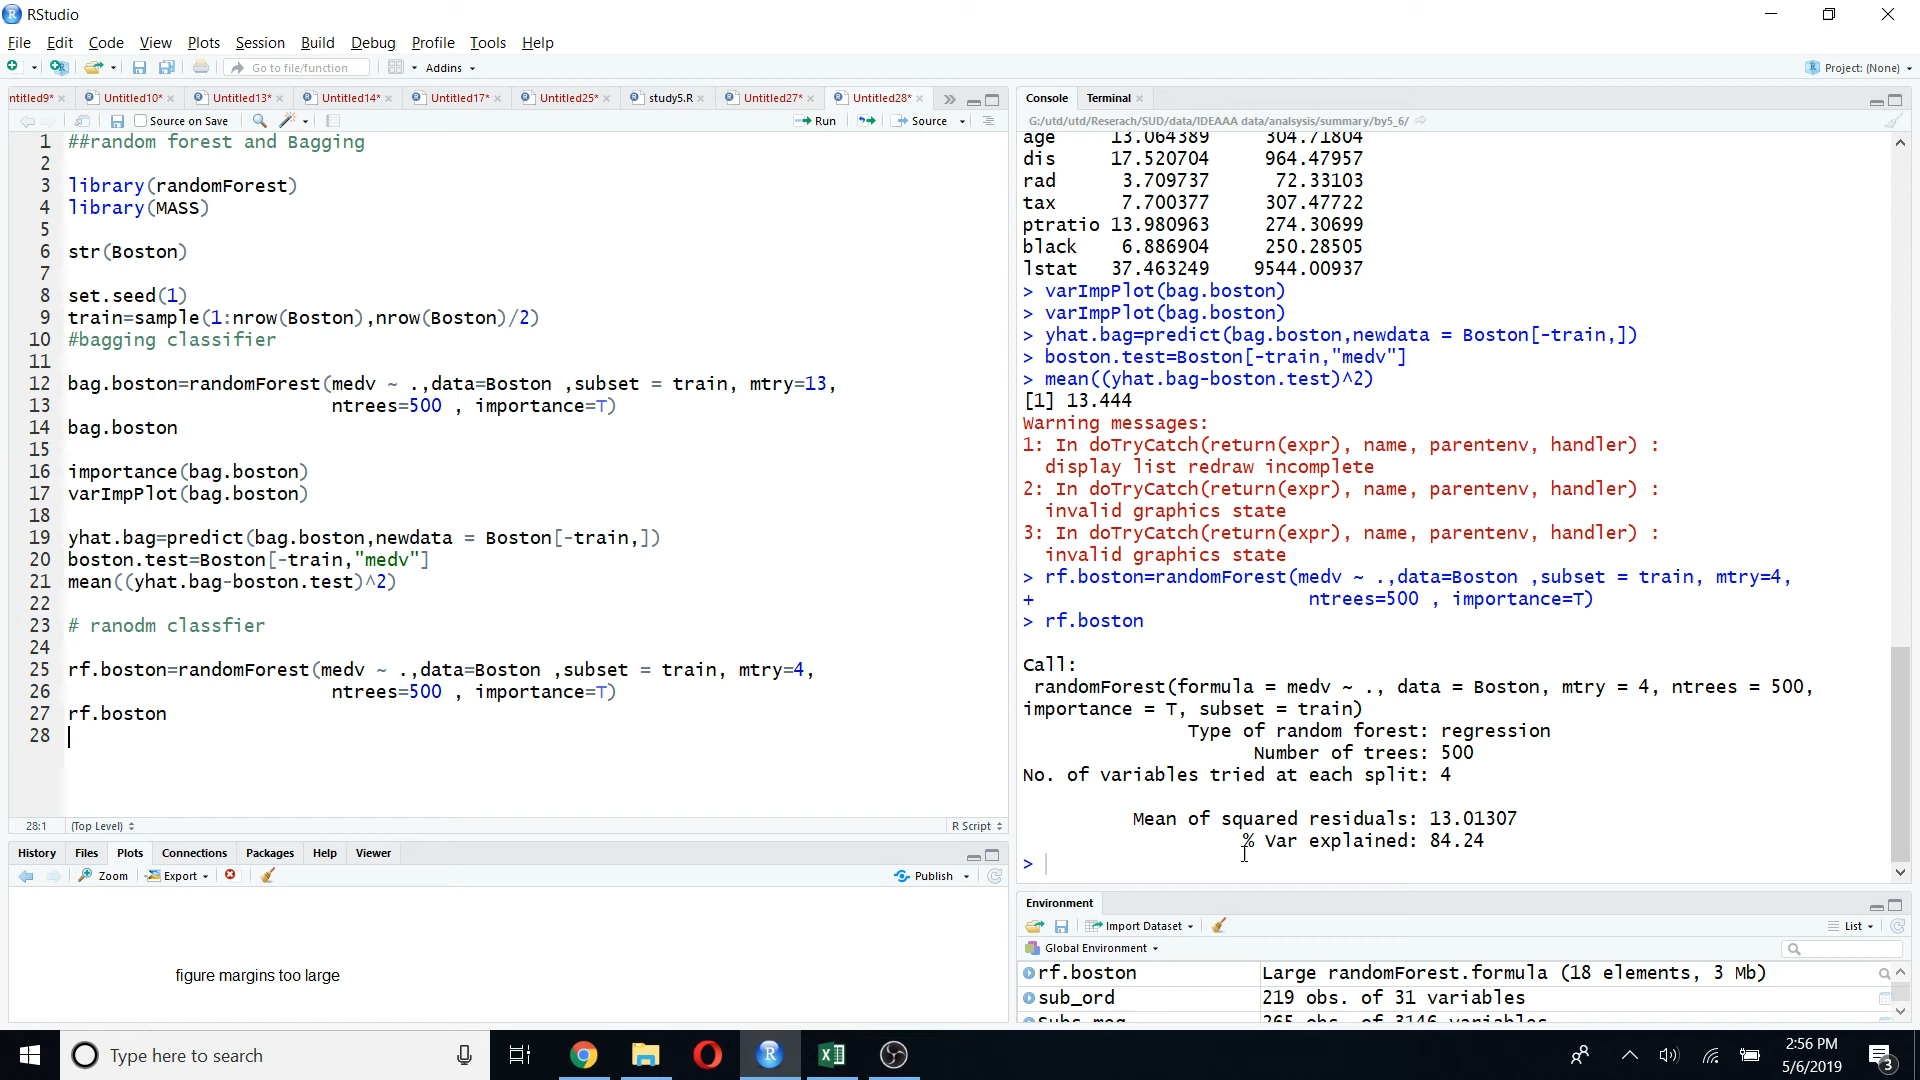 RStudio
File Edit Code View Plots Session Build Debug Profile Tools Help
Go to file/function Addins Project: (None)
ntitled9* Untitled10* Untitled13* Untitled14* Untitled17* Untitled25* study5.R Untitled27* Untitled28*
Source on Save Run Source
1 ##random forest and Bagging
2
3 library(randomForest)
4 library(MASS)
5
6 str(Boston)
7
8 set.seed(1)
9 train=sample(1:nrow(Boston),nrow(Boston)/2)
10 #bagging classifier
11
12 bag.boston=randomForest(medv ~ .,data=Boston ,subset = train, mtry=13,
13 ntrees=500 , importance=T)
14 bag.boston
15
16 importance(bag.boston)
17 varImpPlot(bag.boston)
18
19 yhat.bag=predict(bag.boston,newdata = Boston[-train,])
20 boston.test=Boston[-train,"medv"]
21 mean((yhat.bag-boston.test)^2)
22
23 # ranodm classfier
24
25 rf.boston=randomForest(medv ~ .,data=Boston ,subset = train, mtry=4,
26 ntrees=500 , importance=T)
27 rf.boston
28
28:1 (Top Level) R Script
History Files Plots Connections Packages Help Viewer
Zoom Export Publish
figure margins too large
Console Terminal
G:/utd/utd/Reserach/SUD/data/IDEAAA data/analsysis/summary/by5_6/
age 13.064389 304.71804
dis 17.520704 964.47957
rad 3.709737 72.33103
tax 7.700377 307.47722
ptratio 13.980963 274.30699
black 6.886904 250.28505
lstat 37.463249 9544.00937
> varImpPlot(bag.boston)
> varImpPlot(bag.boston)
> yhat.bag=predict(bag.boston,newdata = Boston[-train,])
> boston.test=Boston[-train,"medv"]
> mean((yhat.bag-boston.test)^2)
[1] 13.444
Warning messages:
1: In doTryCatch(return(expr), name, parentenv, handler) :
display list redraw incomplete
2: In doTryCatch(return(expr), name, parentenv, handler) :
invalid graphics state
3: In doTryCatch(return(expr), name, parentenv, handler) :
invalid graphics state
> rf.boston=randomForest(medv ~ .,data=Boston ,subset = train, mtry=4,
+ ntrees=500 , importance=T)
> rf.boston
Call:
randomForest(formula = medv ~ ., data = Boston, mtry = 4, ntrees = 500,
importance = T, subset = train)
Type of random forest: regression
Number of trees: 500
No. of variables tried at each split: 4
Mean of squared residuals: 13.01307
% Var explained: 84.24
>
Environment
Import Dataset List
Global Environment
rf.boston Large randomForest.formula (18 elements, 3 Mb)
sub_ord 219 obs. of 31 variables
Subs_meg 265 obs. of 3146 variables
Type here to search
2:56 PM
5/6/2019
3